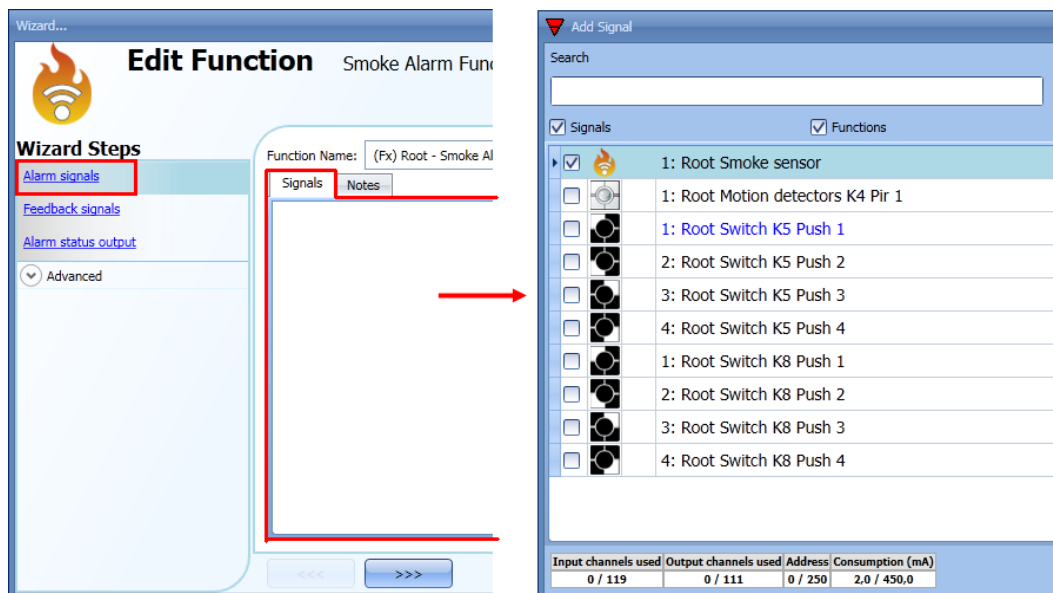 Wizard...
Edit Function Smoke Alarm Func
Wizard Steps
Alarm signals
Feedback signals
Alarm status output
Advanced
Function Name: (Fx) Root - Smoke Al
Signals Notes
<<< >>>
Add Signal
Search
Signals Functions
1: Root Smoke sensor
1: Root Motion detectors K4 Pir 1
1: Root Switch K5 Push 1
2: Root Switch K5 Push 2
3: Root Switch K5 Push 3
4: Root Switch K5 Push 4
1: Root Switch K8 Push 1
2: Root Switch K8 Push 2
3: Root Switch K8 Push 3
4: Root Switch K8 Push 4
Input channels used Output channels used Address Consumption (mA)
0 / 119 0 / 111 0 / 250 2,0 / 450,0